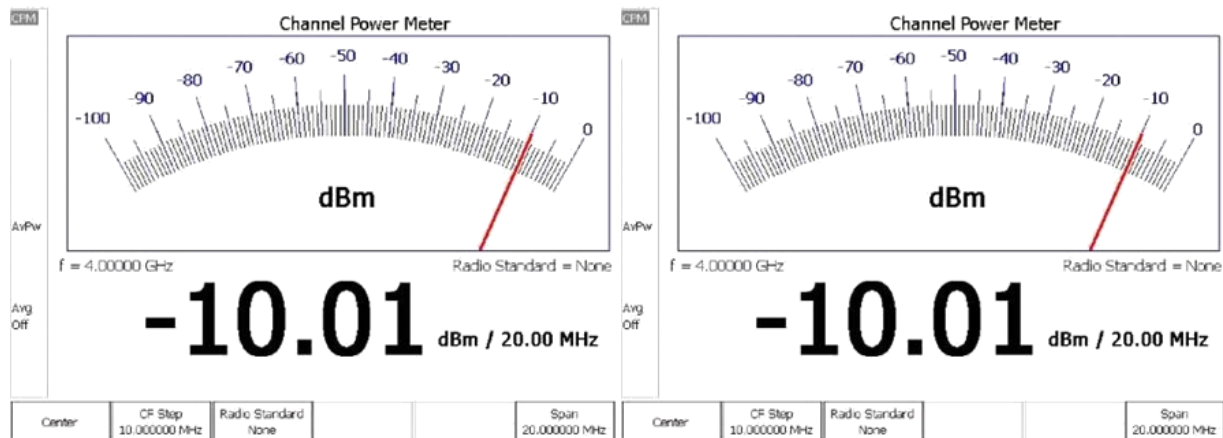 CPM
Channel Power Meter
-100 -90 -80 -70 -60 -50 -40 -30 -20 -10 0
dBm
AvPw
f = 4.00000 GHz
Radio Standard = None
Avg
Off
-10.01 dBm / 20.00 MHz
Center
CF Step
10.000000 MHz
Radio Standard
None
Span
20.000000 MHz
CPM
Channel Power Meter
-100 -90 -80 -70 -60 -50 -40 -30 -20 -10 0
dBm
AvPw
f = 4.00000 GHz
Radio Standard = None
Avg
Off
-10.01 dBm / 20.00 MHz
Center
CF Step
10.000000 MHz
Radio Standard
None
Span
20.000000 MHz